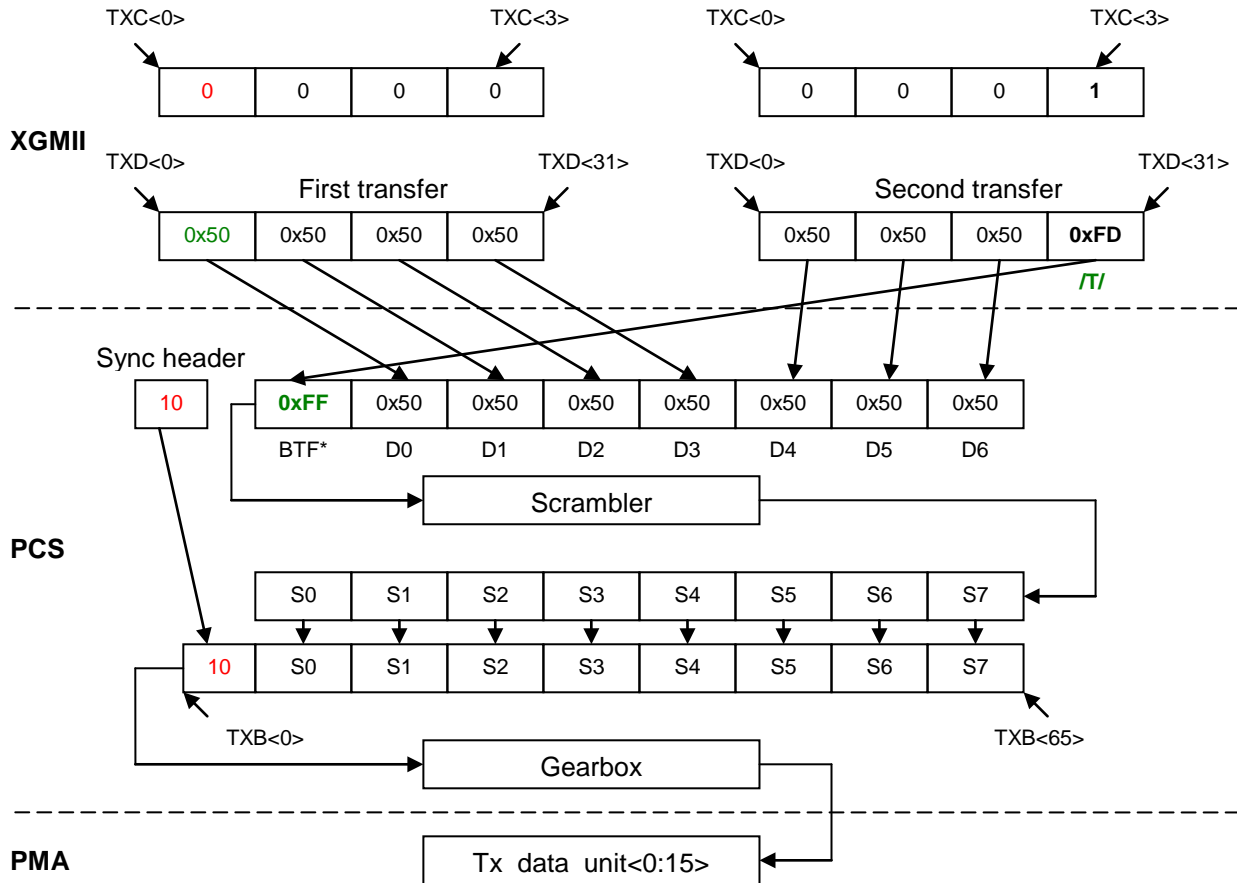 TXC<0> TXC<3> TXC<0> TXC<3>
0 0 0 0 0 0 0 1
XGMII
TXD<0> TXD<31> TXD<0> TXD<31>
First transfer Second transfer
0x50 0x50 0x50 0x50 0x50 0x50 0x50 0xFD
/T/
Sync header
10 0xFF 0x50 0x50 0x50 0x50 0x50 0x50 0x50
BTF* D0 D1 D2 D3 D4 D5 D6
Scrambler
PCS
S0 S1 S2 S3 S4 S5 S6 S7
10 S0 S1 S2 S3 S4 S5 S6 S7
TXB<0> TXB<65>
Gearbox
PMA
Tx data unit<0:15>